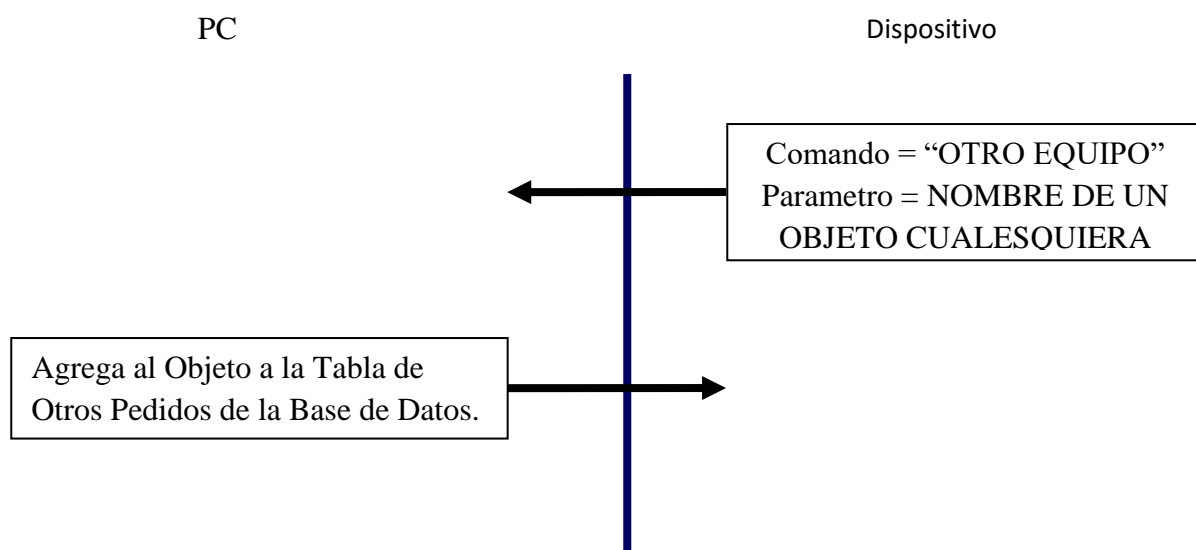 PC
Dispositivo
Comando = “OTRO EQUIPO”
Parametro = NOMBRE DE UN
OBJETO CUALESQUIERA
Agrega al Objeto a la Tabla de
Otros Pedidos de la Base de Datos.